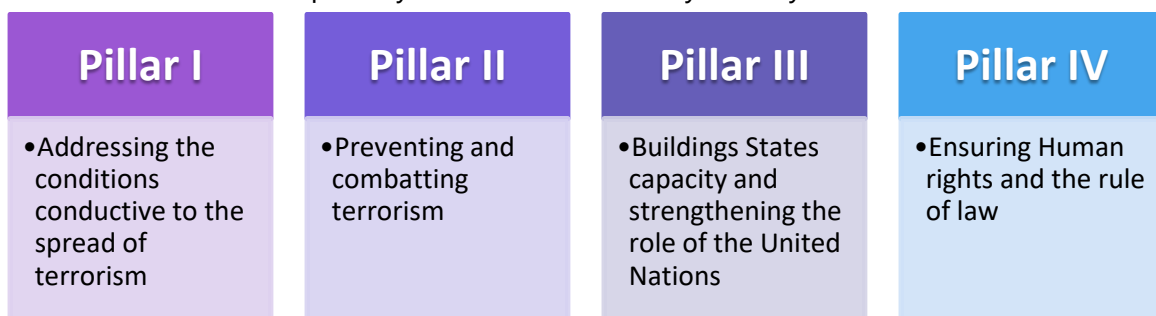 Pillar I
•Addressing the
conditions
conducive to the
spread of
terrorism
Pillar II
•Preventing and
combatting
terrorism
Pillar III
•Buildings States
capacity and
strengthening the
role of the United
Nations
Pillar IV
•Ensuring Human
rights and the rule
of law